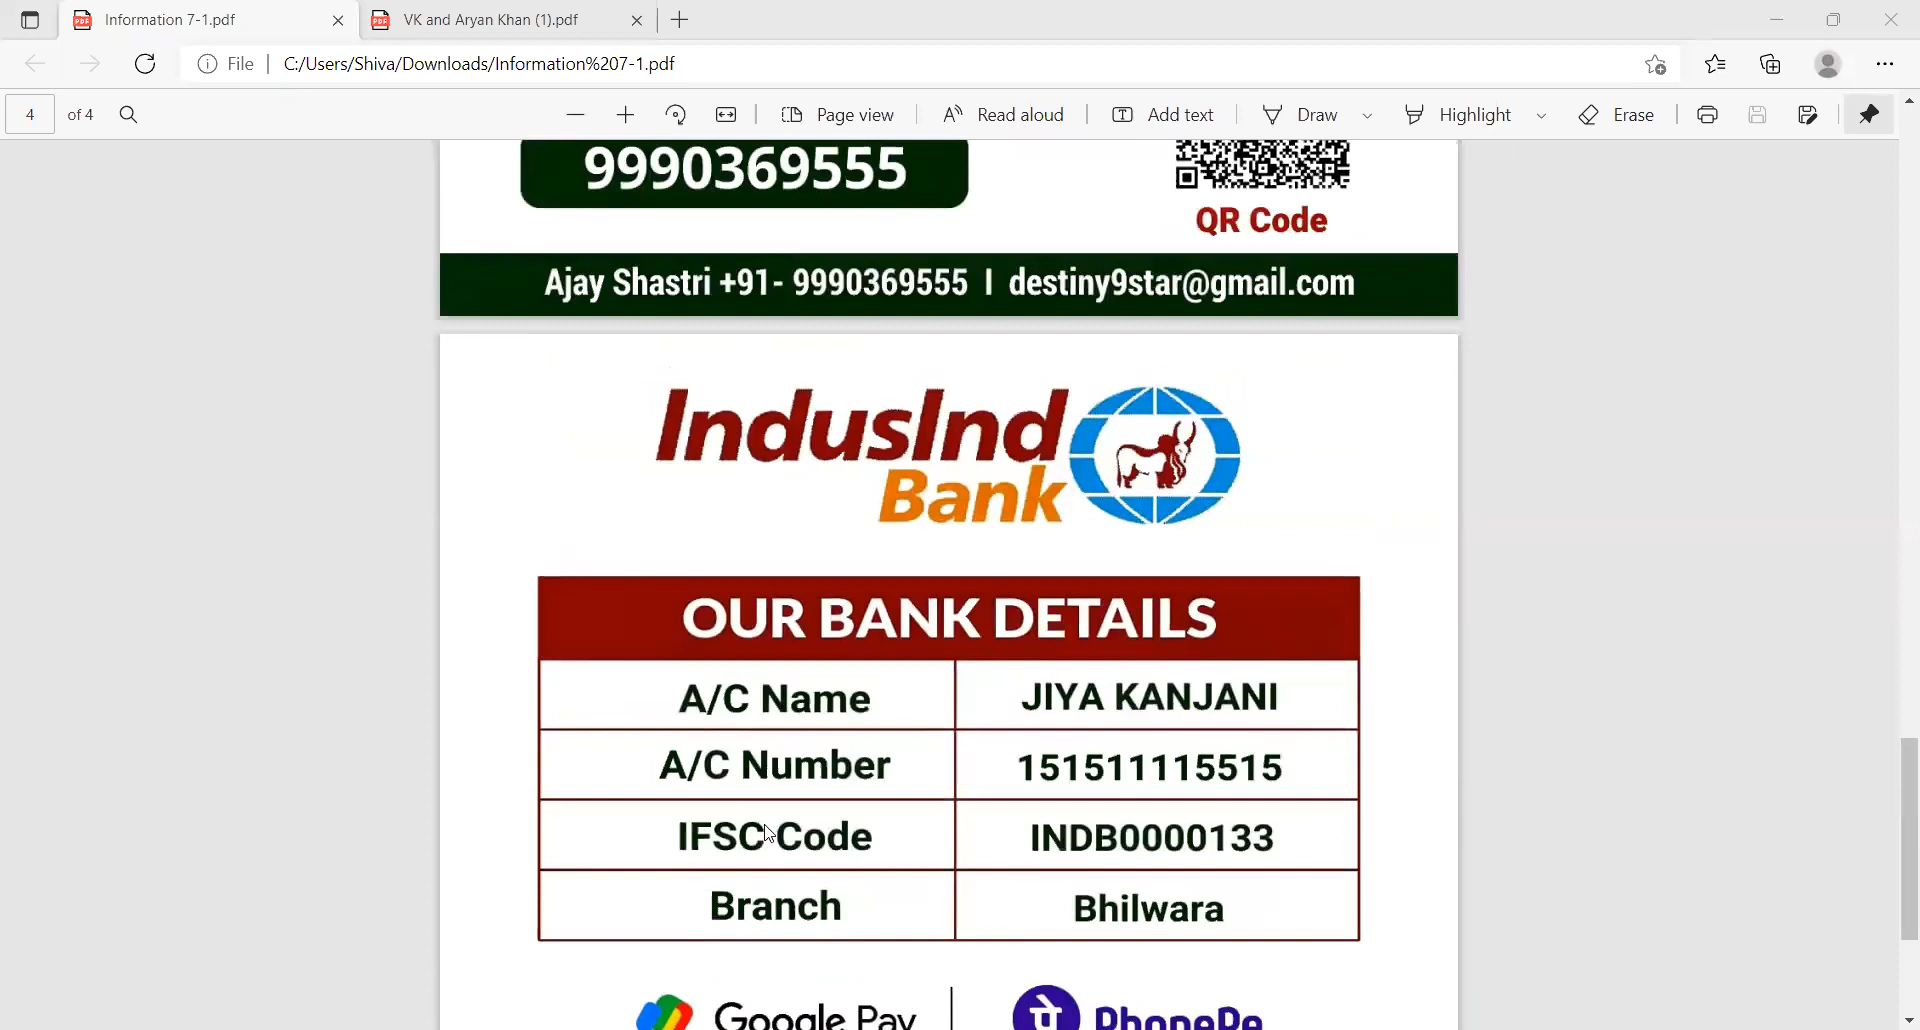 Information 7-1.pdf
VK and Aryan Khan (1).pdf
File
C:/Users/Shiva/Downloads/Information%207-1.pdf
4 of 4
Page view
Read aloud
Add text
Draw
Highlight
Erase
9990369555
QR Code
Ajay Shastri +91- 9990369555 I destiny9star@gmail.com
IndusInd
Bank
OUR BANK DETAILS
A/C Name JIYA KANJANI
A/C Number 151511115515
IFSC Code INDB0000133
Branch Bhilwara
Google Pay
पे PhonePe